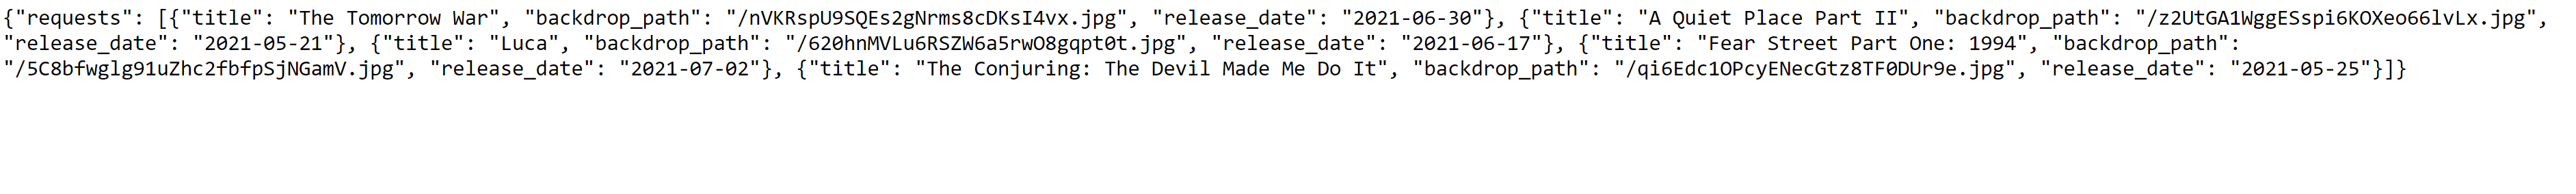 {"requests": [{"title": "The Tomorrow War", "backdrop_path": "/nVKRspU9SQEs2gNrms8cDKsI4vx.jpg", "release_date": "2021-06-30"}, {"title": "A Quiet Place Part II", "backdrop_path": "/z2UtGA1WggESspi6KOXeo66lvLx.jpg",
"release_date": "2021-05-21"}, {"title": "Luca", "backdrop_path": "/620hnMVLu6RSZW6a5rwO8gqpt0t.jpg", "release_date": "2021-06-17"}, {"title": "Fear Street Part One: 1994", "backdrop_path":
"/5C8bfwglg91uZhc2fbfpSjNGamV.jpg", "release_date": "2021-07-02"}, {"title": "The Conjuring: The Devil Made Me Do It", "backdrop_path": "/qi6Edc1OPcyENecGtz8TF0DUr9e.jpg", "release_date": "2021-05-25"}]}